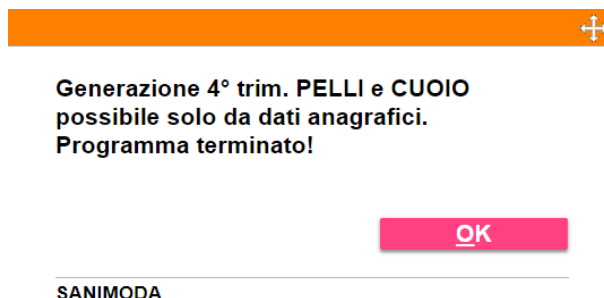 Generazione 4° trim. PELLI e CUOIO
possibile solo da dati anagrafici.
Programma terminato!
OK
SANIMODA